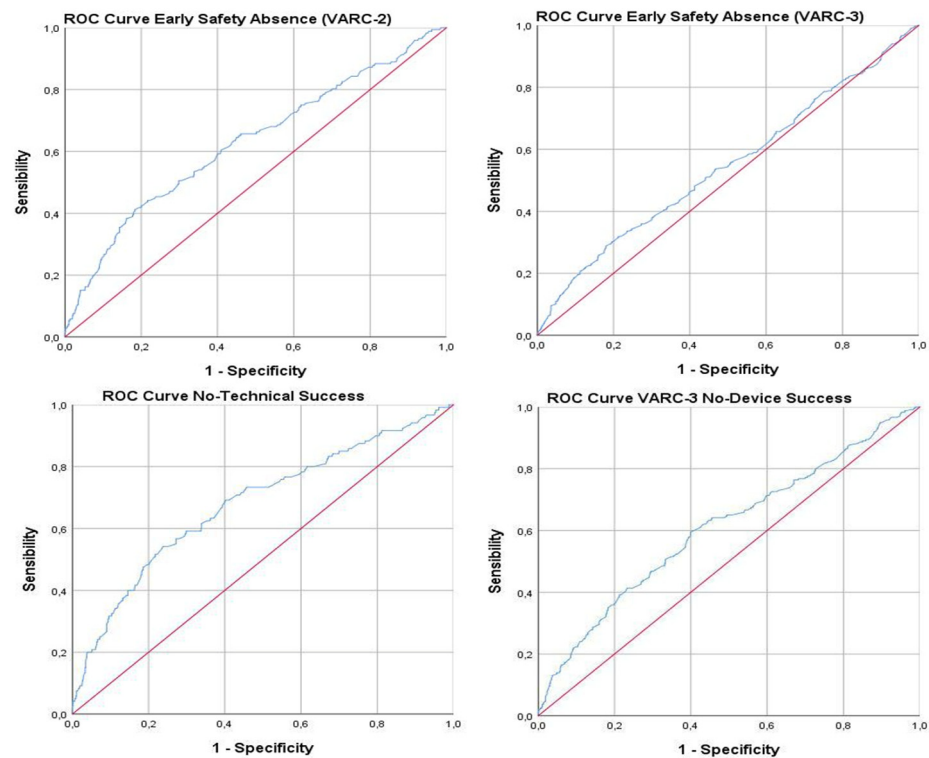 ROC Curve Early Safety Absence (VARC-2)
1,0
0,8
0,6
0,4
0,2
0,0
Sensibility
0,0 0,2 0,4 0,6 0,8 1,0
1 - Specificity
ROC Curve Early Safety Absence (VARC-3)
1,0
0,8
0,6
0,4
0,2
0,0
Sensibility
0,0 0,2 0,4 0,6 0,8 1,0
1 - Specificity
ROC Curve No-Technical Success
1,0
0,8
0,6
0,4
0,2
0,0
Sensibility
0,0 0,2 0,4 0,6 0,8 1,0
1 - Specificity
ROC Curve VARC-3 No-Device Success
1,0
0,8
0,6
0,4
0,2
0,0
Sensibility
0,0 0,2 0,4 0,6 0,8 1,0
1 - Specificity